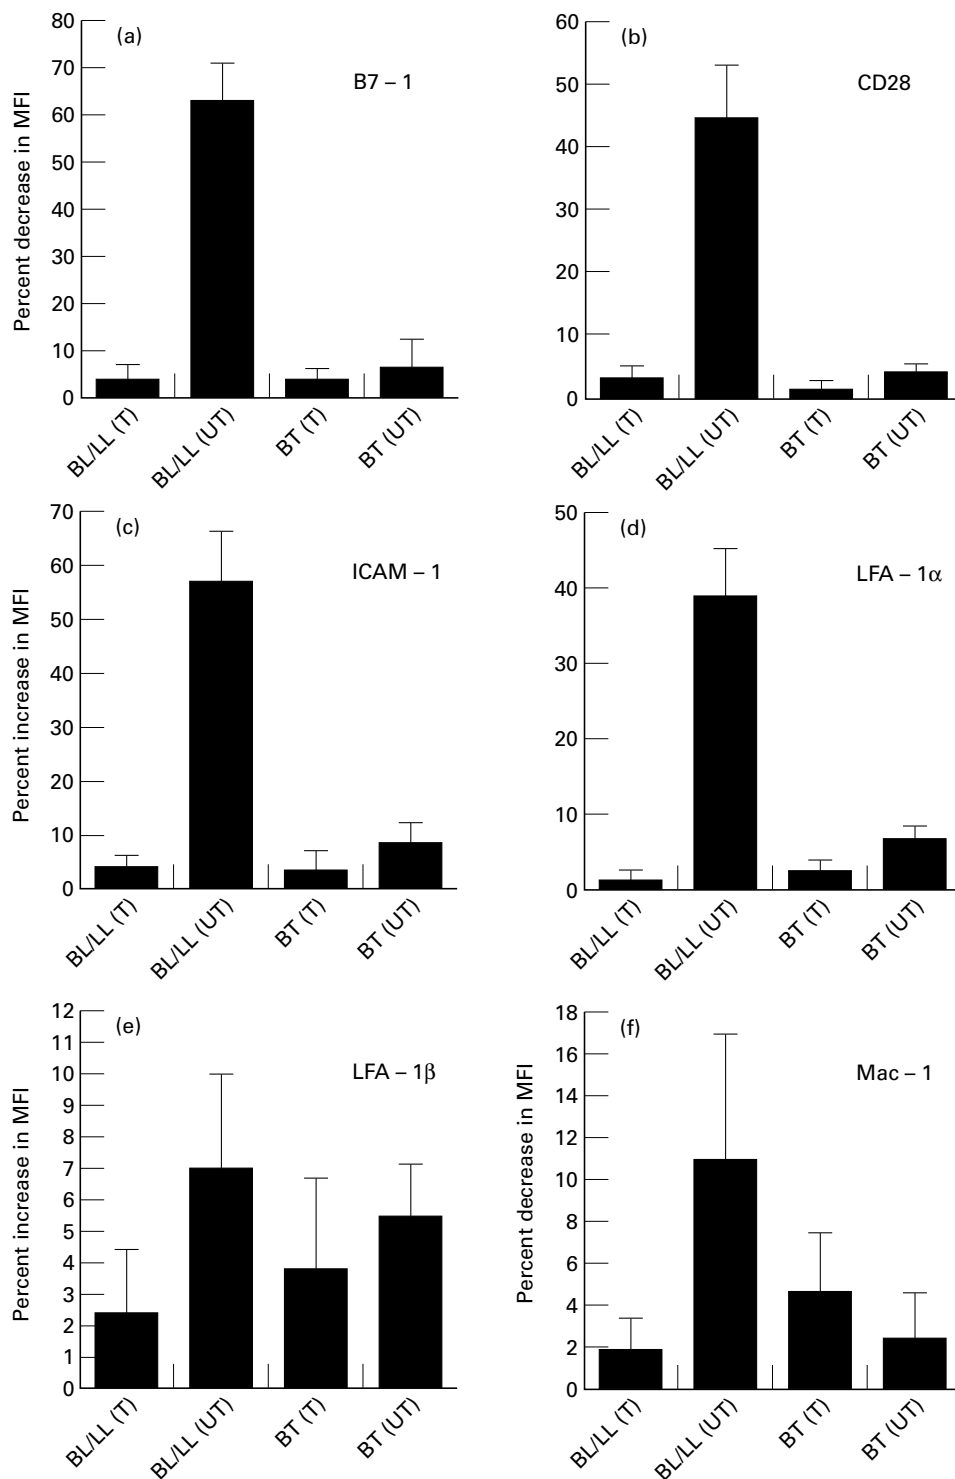 (a)
B7 – 1
Percent decrease in MFI
80
70
60
50
40
30
20
10
0
BL/LL (T)
BL/LL (UT)
BT (T)
BT (UT)
(b)
CD28
60
50
40
30
20
10
0
BL/LL (T)
BL/LL (UT)
BT (T)
BT (UT)
(c)
ICAM – 1
Percent increase in MFI
70
60
50
40
30
20
10
0
BL/LL (T)
BL/LL (UT)
BT (T)
BT (UT)
(d)
LFA – 1α
50
40
30
20
10
0
BL/LL (T)
BL/LL (UT)
BT (T)
BT (UT)
(e)
LFA – 1β
Percent increase in MFI
12
11
10
9
8
7
6
5
4
3
2
1
0
BL/LL (T)
BL/LL (UT)
BT (T)
BT (UT)
(f)
Mac – 1
Percent decrease in MFI
18
16
14
12
10
8
6
4
2
0
BL/LL (T)
BL/LL (UT)
BT (T)
BT (UT)